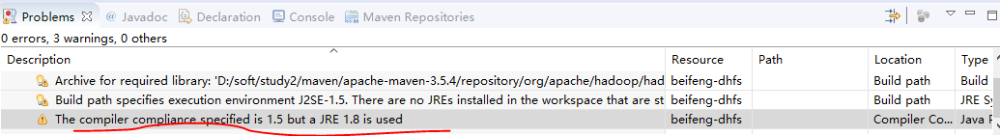 Problems @ Javadoc Declaration Console Maven Repositories
0 errors, 3 warnings, 0 others
Description Resource Path Location Type
Archive for required library: 'D:/soft/study2/maven/apache-maven-3.5.4/repository/org/apache/hadoop/had beifeng-dhfs Build path Build
Build path specifies execution environment J2SE-1.5. There are no JREs installed in the workspace that are st beifeng-dhfs Build path JRE Sy
The compiler compliance specified is 1.5 but a JRE 1.8 is used beifeng-dhfs Compiler Co... Java P